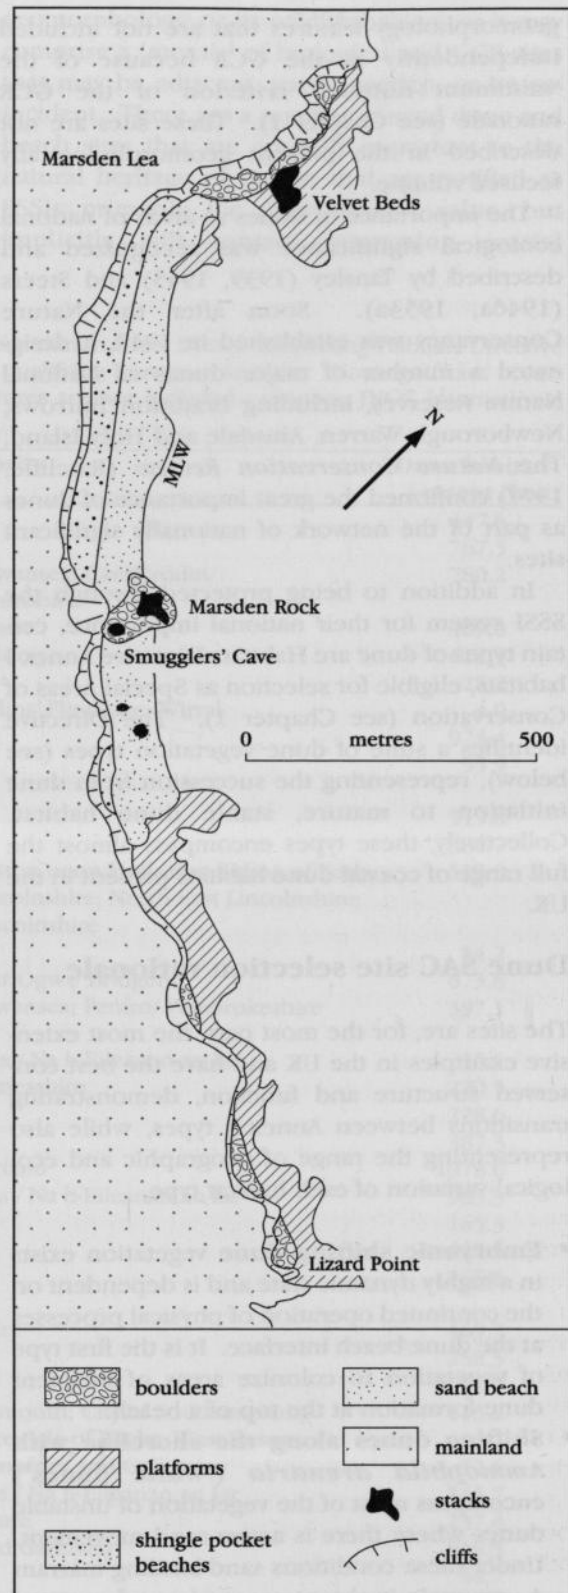 Marsden Lea
Velvet Beds
N
MLW
Marsden Rock
Smugglers' Cave
0 metres 500
Lizard Point
boulders
sand beach
platforms
mainland
stacks
shingle pocket
beaches
cliffs